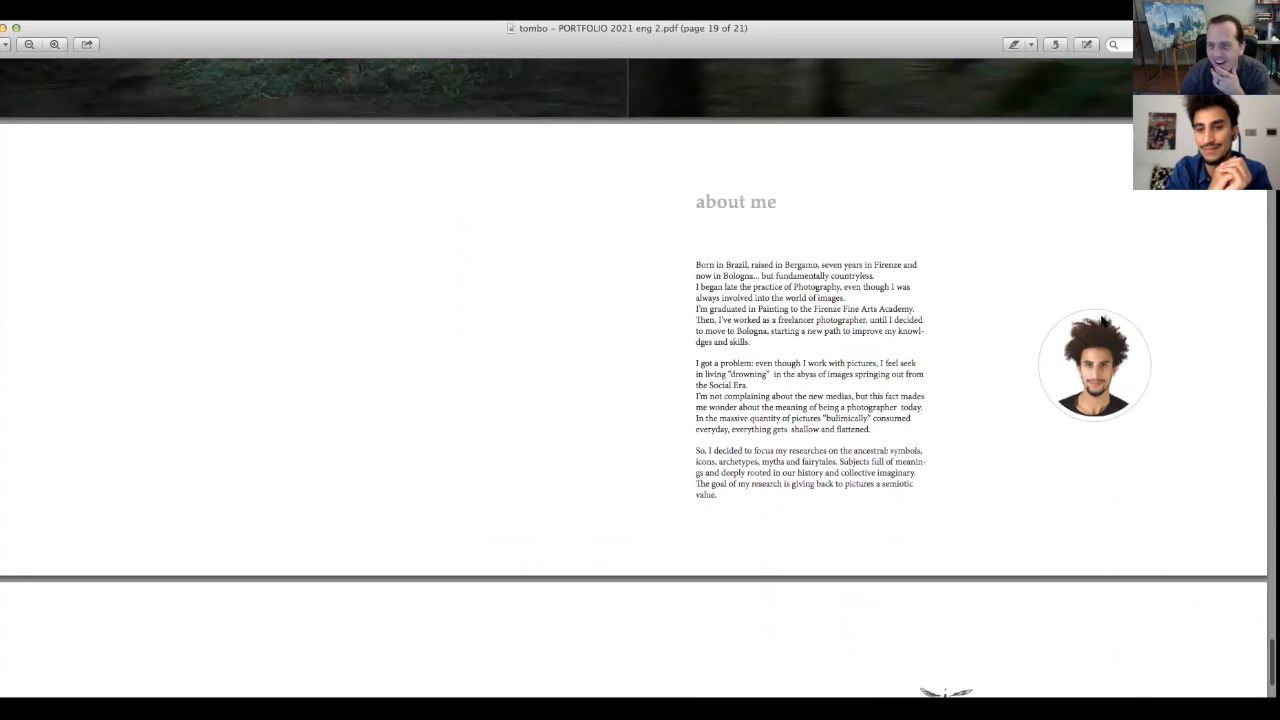 tombo – PORTFOLIO 2021 eng 2.pdf (page 19 of 21)
about me
Born in Brazil, raised in Bergamo, seven years in Firenze and
now in Bologna... but fundamentally countryless.
I began late the practice of Photography, even though I was
always involved into the world of images.
I'm graduated in Painting to the Firenze Fine Arts Academy.
Then, I've worked as a freelancer photographer, until I decided
to move to Bologna, starting a new path to improve my knowl-
dges and skills.
I got a problem: even though I work with pictures, I feel seek
in living "drowning" in the abyss of images springing out from
the Social Era.
I'm not complaining about the new medias, but this fact mades
me wonder about the meaning of being a photographer today.
In the massive quantity of pictures "bulimically" consumed
everyday, everything gets shallow and flattened.
So, I decided to focus my researches on the ancestral: symbols,
icons, archetypes, myths and fairytales. Subjects full of meanin-
gs and deeply rooted in our history and collective imaginary.
The goal of my research is giving back to pictures a semiotic
value.